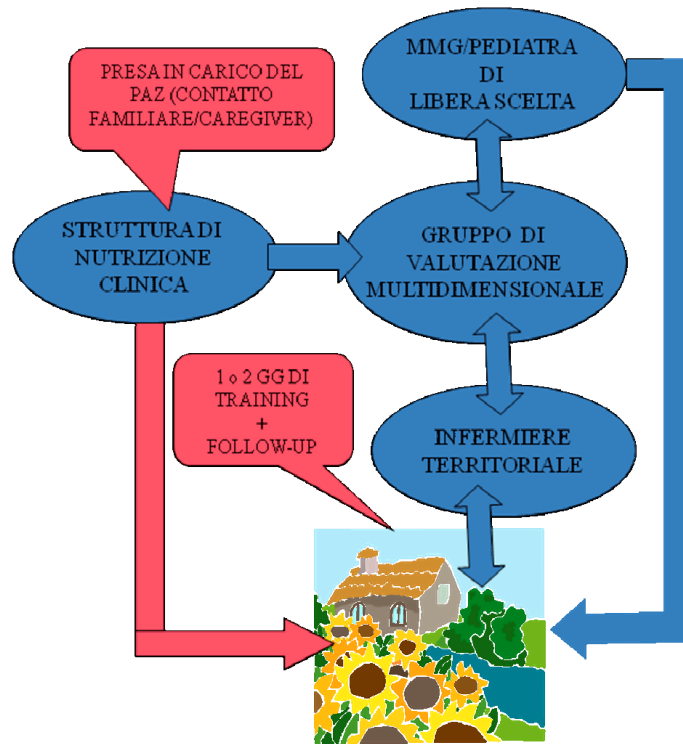 PRESA IN CARICO DEL
PAZ (CONTATTO
FAMILIARE/CAREGIVER)
MMG/PEDIATRA
DI
LIBERA SCELTA
STRUTTURA DI
NUTRIZIONE
CLINICA
GRUPPO DI
VALUTAZIONE
MULTIDIMENSIONALE
1 o 2 GG DI
TRAINING
+
FOLLOW-UP
INFERMIERE
TERRITORIALE